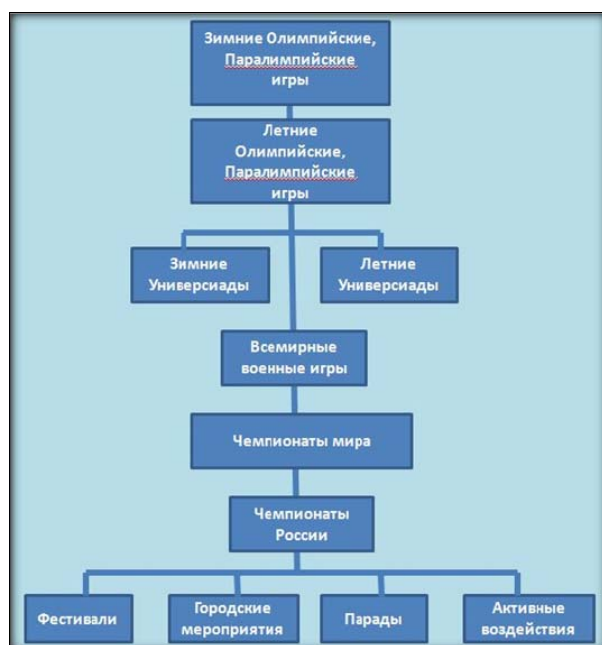 Зимние Олимпийские,
Паралимпийские
игры
Летние
Олимпийские,
Паралимпийские
игры
Зимние
Универсиады
Летние
Универсиады
Всемирные
военные игры
Чемпионаты мира
Чемпионаты
России
Фестивали
Городские
мероприятия
Парады
Активные
воздействия